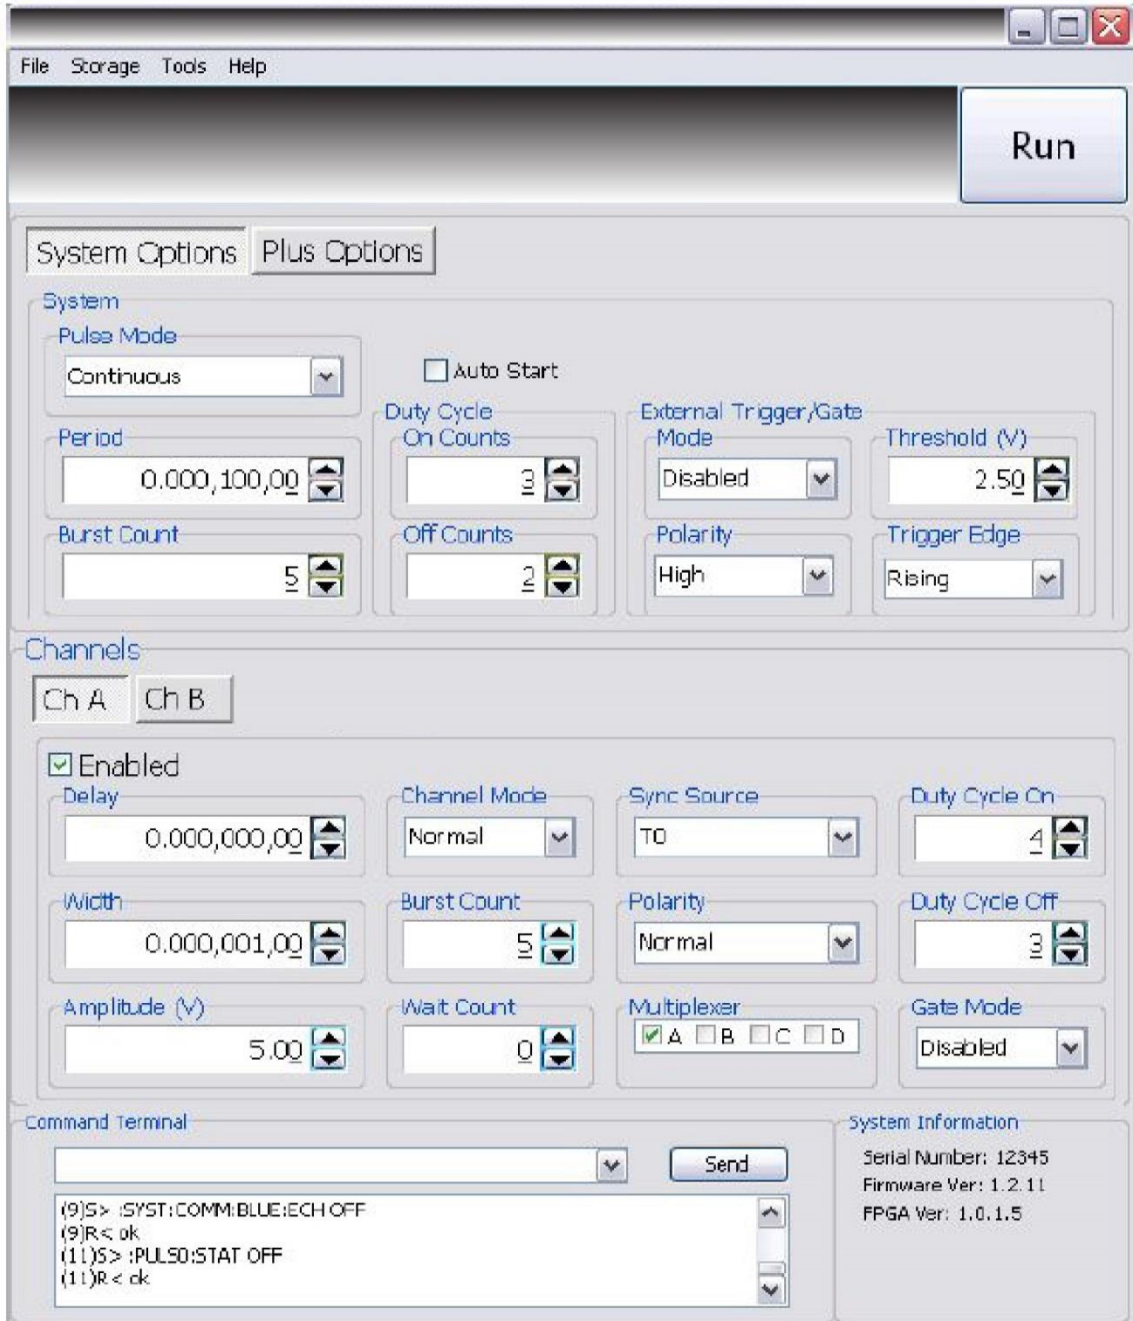 File Storage Tools Help
Run
System Options Plus Options
System
Pulse Mode
Continuous
Auto Start
Duty Cycle
External Trigger/Gate
Period
On Counts
Mode
Threshold (V)
0.000,100,00
3
Disabled
2.50
Burst Count
Off Counts
Polarity
Trigger Edge
5
2
High
Rising
Channels
Ch A Ch B
Enabled
Delay
Channel Mode
Sync Source
Duty Cycle On
0.000,000,00
Normal
T0
4
Width
Burst Count
Polarity
Duty Cycle Off
0.000,001,00
5
Normal
3
Amplitude (V)
Wait Count
Multiplexer
Gate Mode
5.00
0
A B C D
Disabled
Command Terminal
System Information
Send
Serial Number: 12345
Firmware Ver: 1.2.11
FPGA Ver: 1.0.1.5
(9)S> :SYST:COMM:BLUE:ECH OFF
(9)R< ok
(11)S> :PULS0:STAT OFF
(11)R< ok